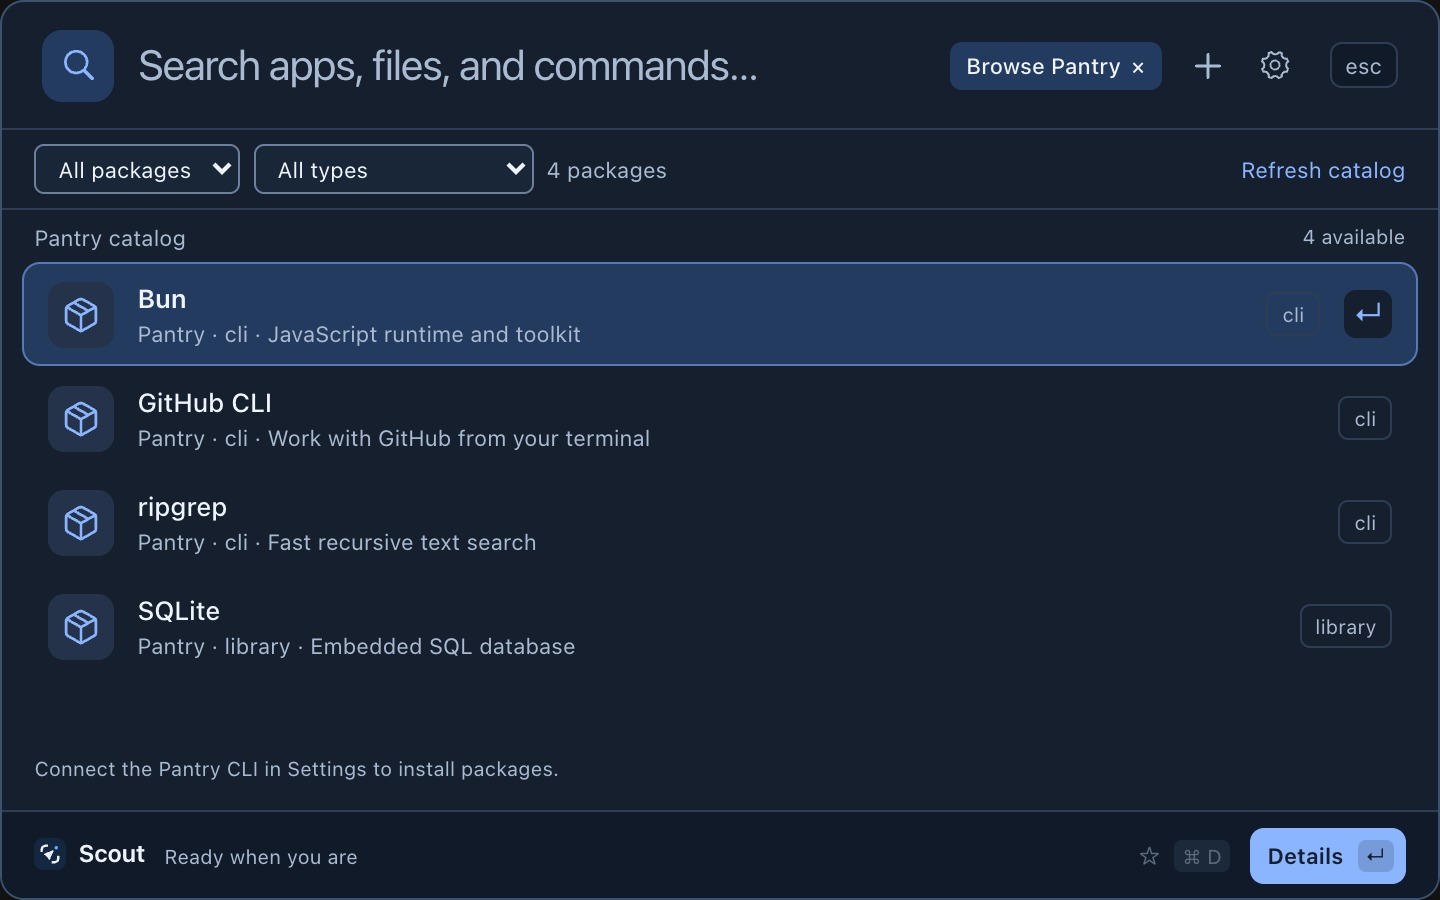 Search apps, files, and commands...
Browse Pantry ×
esc
All packages
All types
4 packages
Refresh catalog
Pantry catalog
4 available
Bun
Pantry · cli · JavaScript runtime and toolkit
cli
GitHub CLI
Pantry · cli · Work with GitHub from your terminal
cli
ripgrep
Pantry · cli · Fast recursive text search
cli
SQLite
Pantry · library · Embedded SQL database
library
Connect the Pantry CLI in Settings to install packages.
Scout
Ready when you are
⌘ D
Details